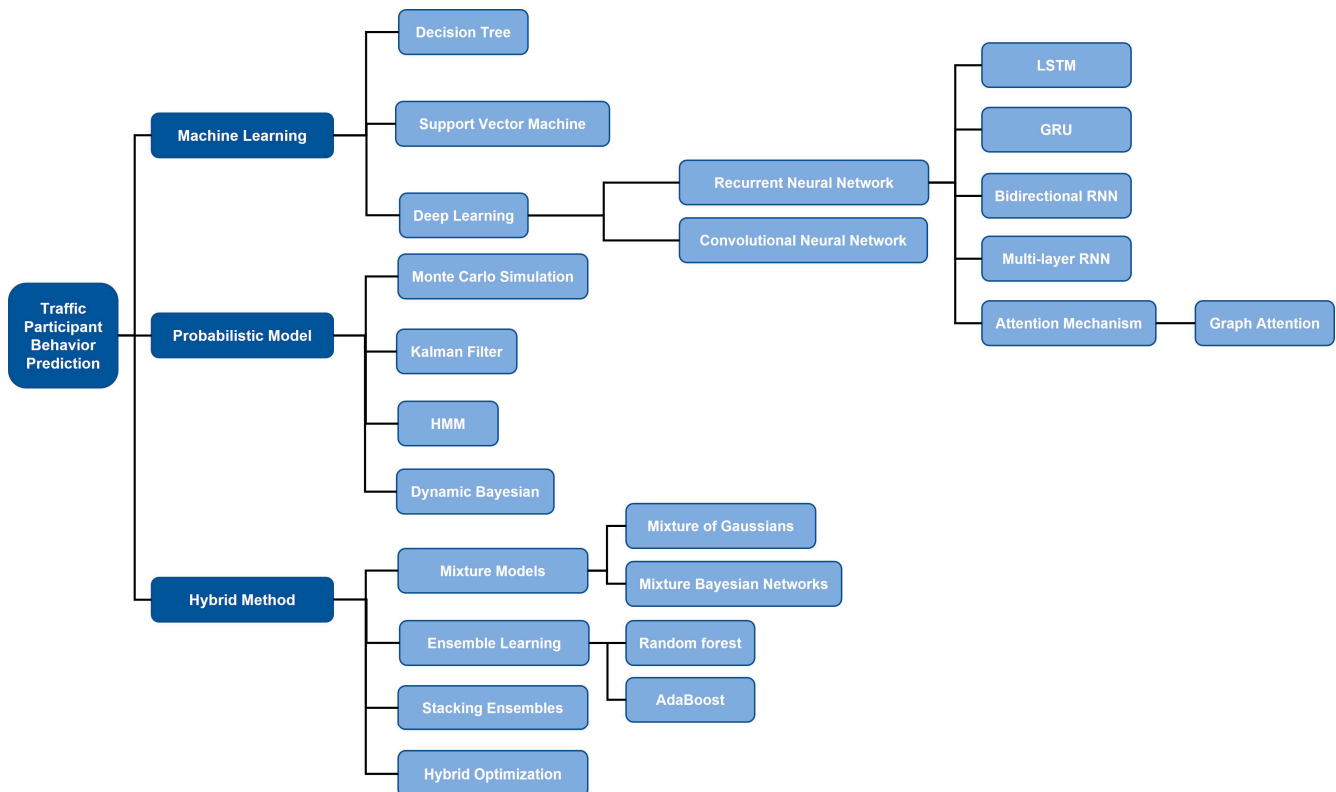 Traffic
Participant
Behavior
Prediction
Machine Learning
Decision Tree
Support Vector Machine
Deep Learning
Recurrent Neural Network
LSTM
GRU
Bidirectional RNN
Multi-layer RNN
Attention Mechanism
Graph Attention
Convolutional Neural Network
Probabilistic Model
Monte Carlo Simulation
Kalman Filter
HMM
Dynamic Bayesian
Hybrid Method
Mixture Models
Mixture of Gaussians
Mixture Bayesian Networks
Ensemble Learning
Random forest
AdaBoost
Stacking Ensembles
Hybrid Optimization